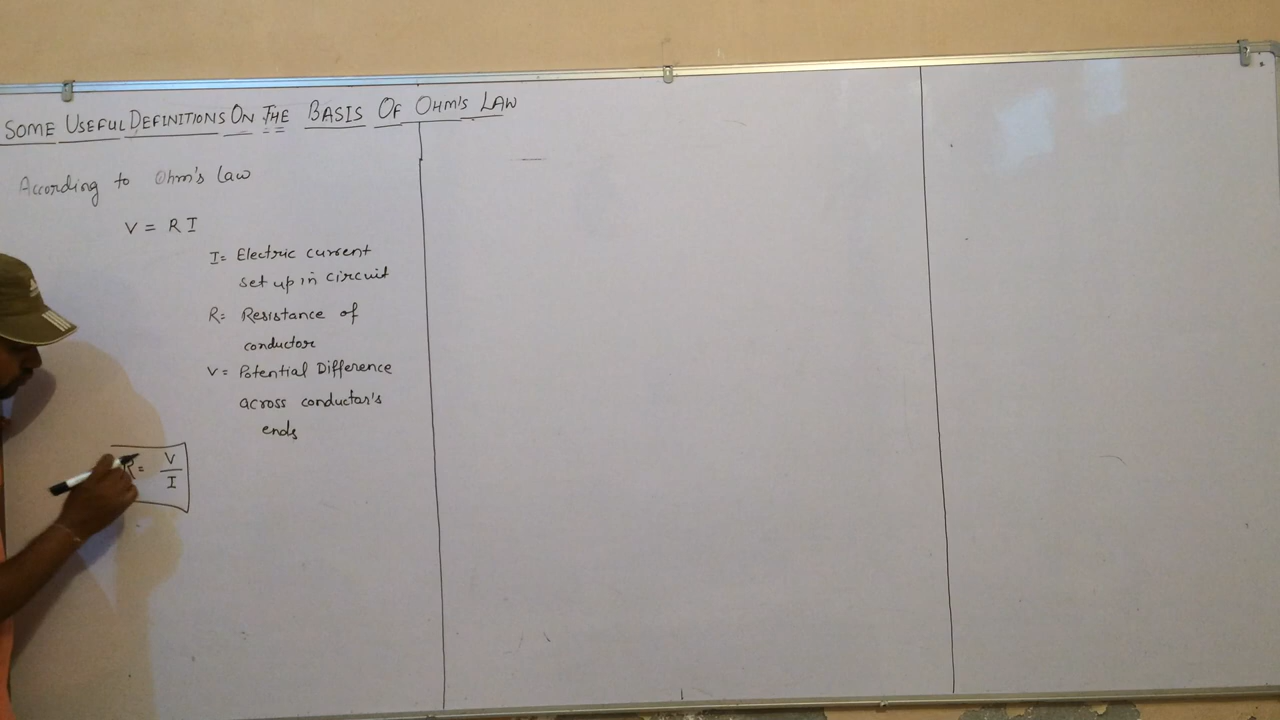 SOME USEFUL DEFINITIONS ON THE BASIS OF OHM'S LAW
According to Ohm's Law
V = R I
I = Electric current
set up in circuit
R = Resistance of
conductor
V = Potential Difference
across conductor's
ends
R = V/I